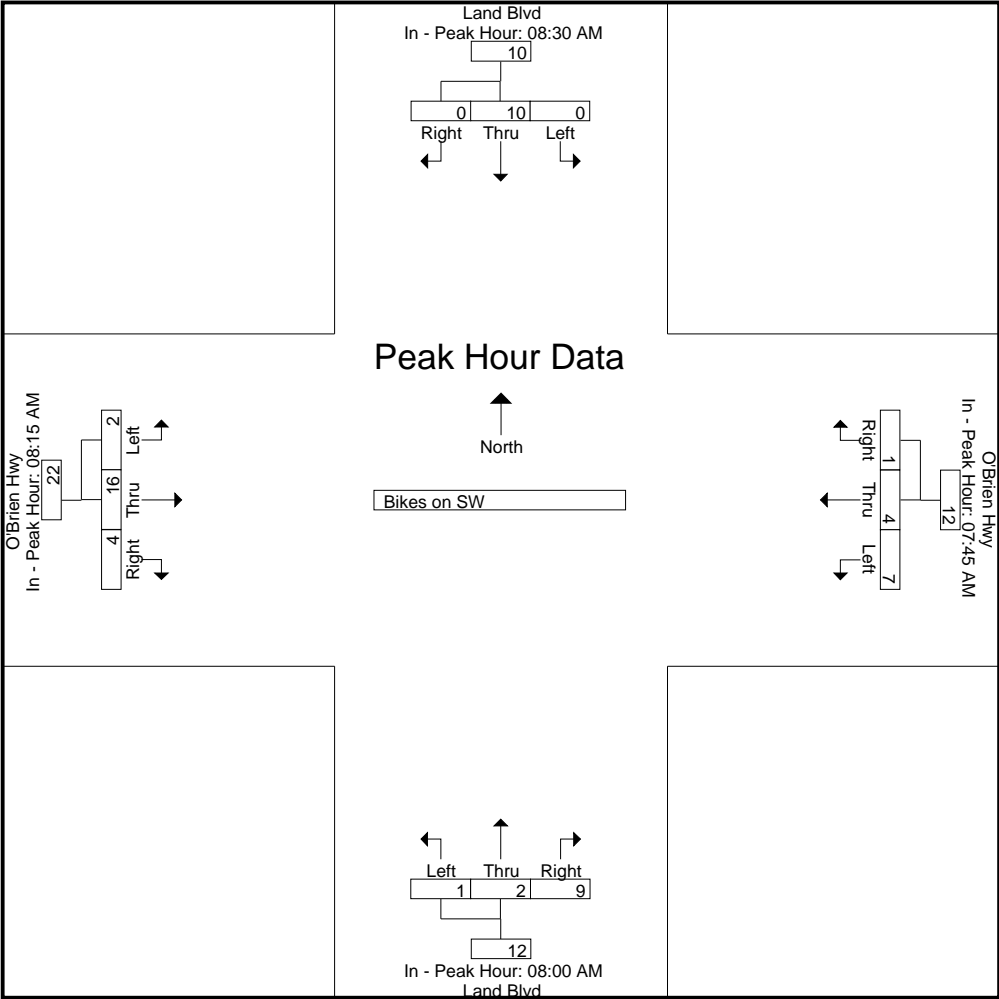 Land Blvd
In - Peak Hour: 08:30 AM
10
0 10 0
Right Thru Left
Peak Hour Data
North
Bikes on SW
O'Brien Hwy
In - Peak Hour: 08:15 AM
22
2 16 4
Left Thru Right
O'Brien Hwy
In - Peak Hour: 07:45 AM
12
1 4 7
Right Thru Left
Left Thru Right
1 2 9
12
In - Peak Hour: 08:00 AM
Land Blvd